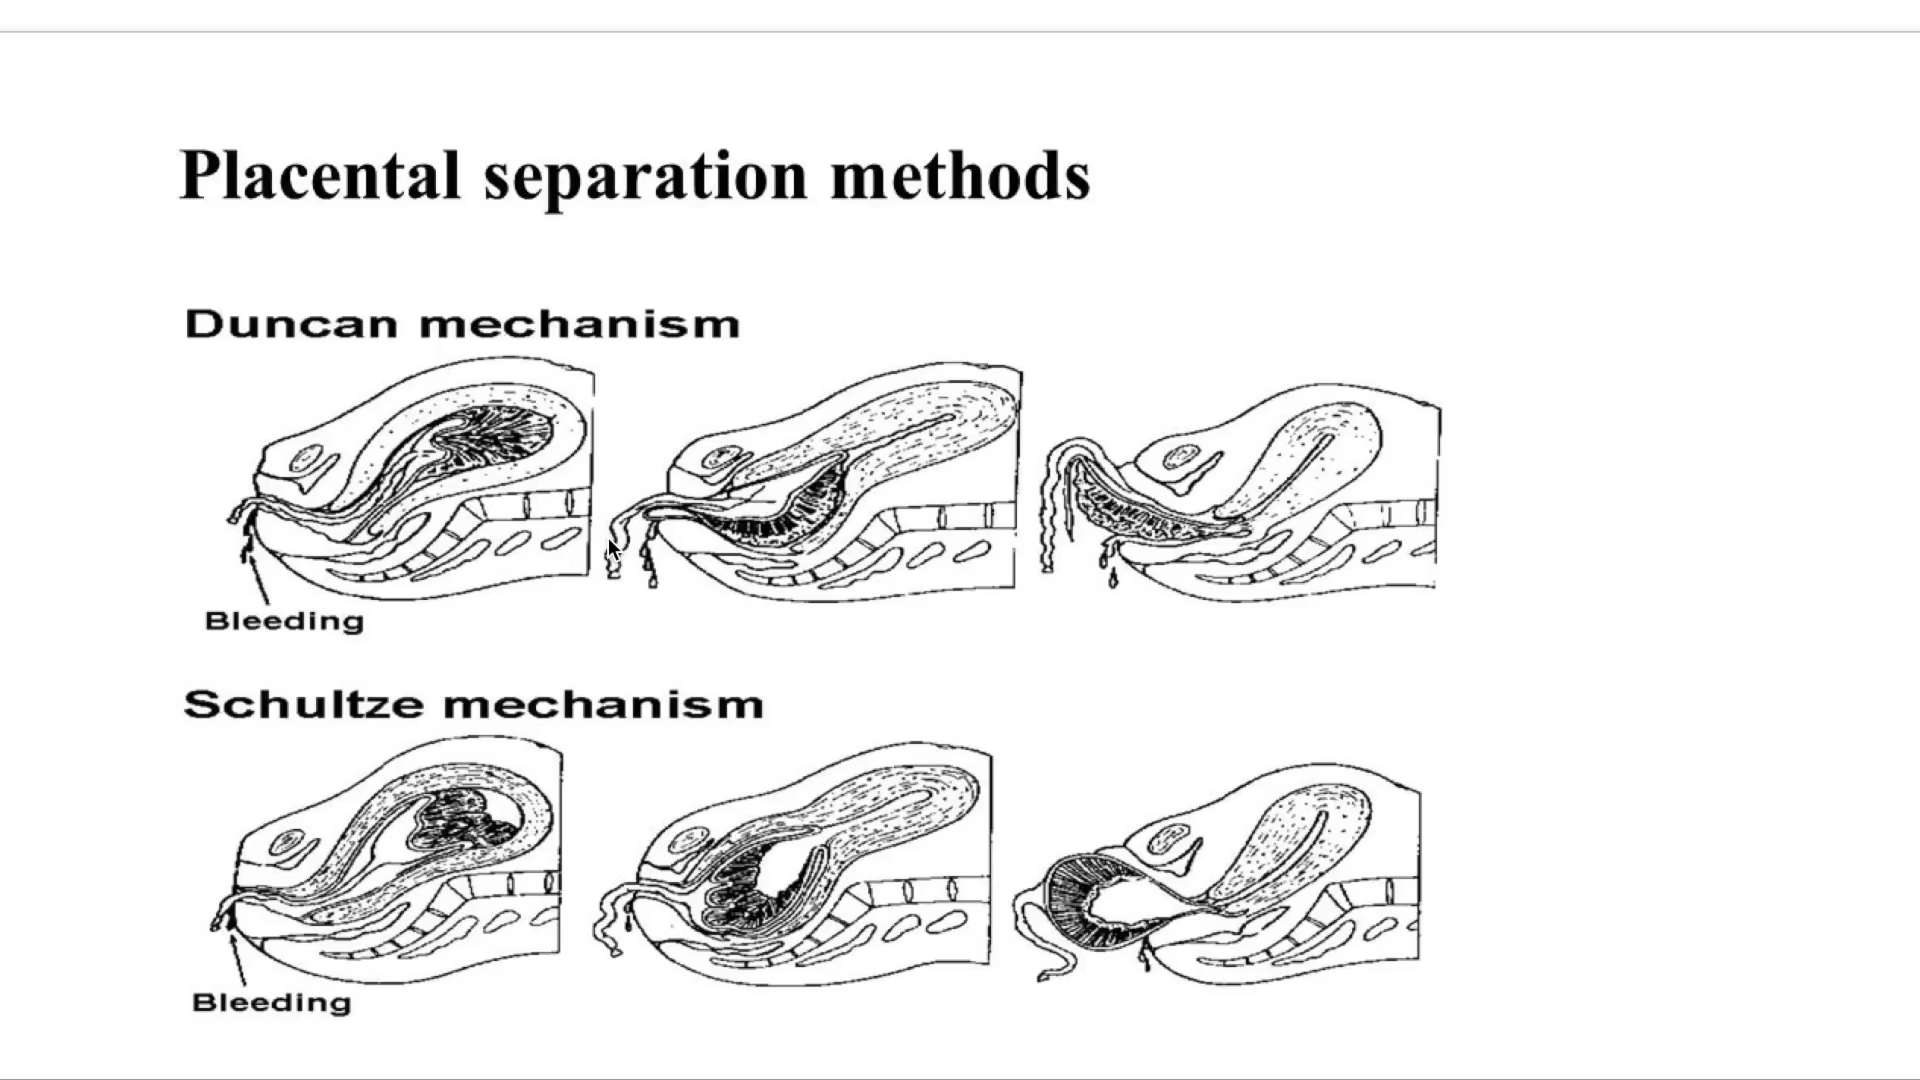 Placental separation methods
Duncan mechanism
Bleeding
Schultze mechanism
Bleeding